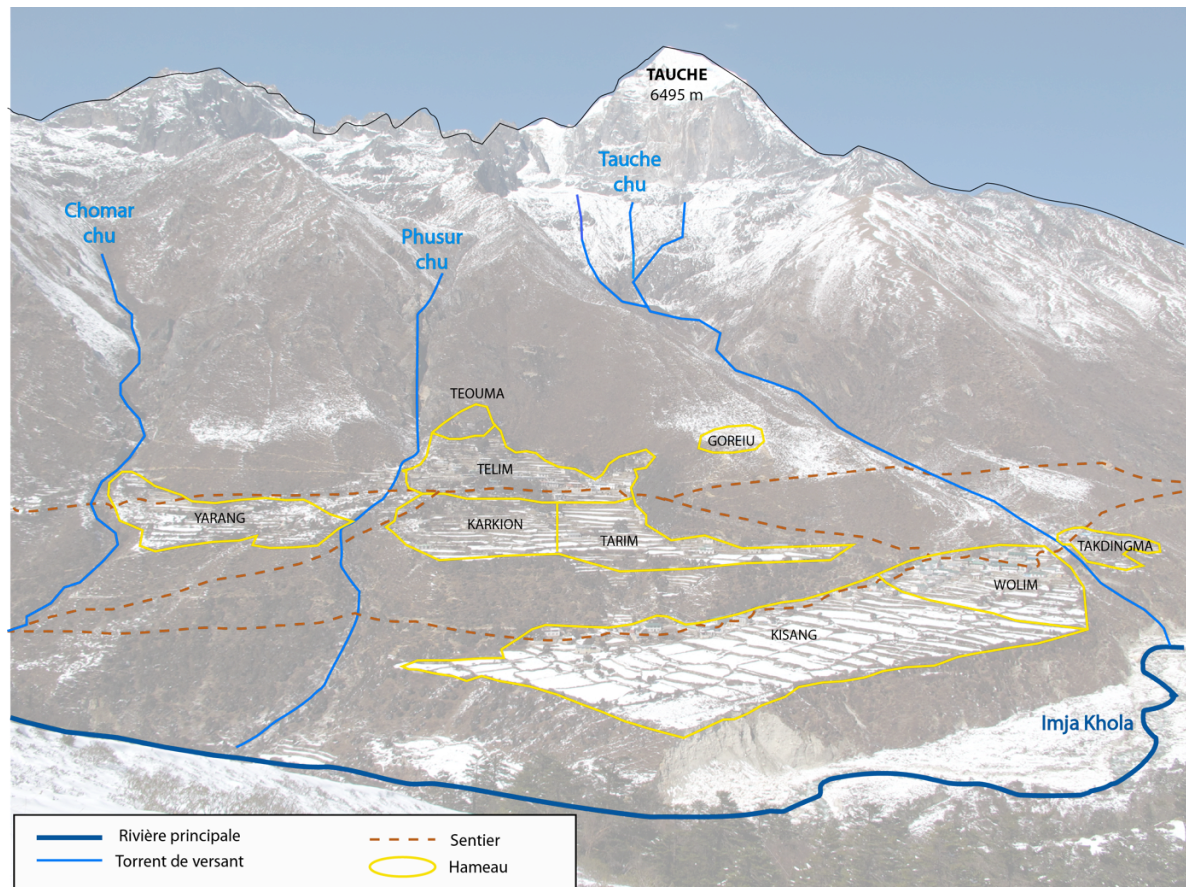 TAUCHE
6495 m
Tauche
chu
Chomar
chu
Phusur
chu
TEOUMA
GOREIU
TELIM
YARANG
KARKION
TARIM
TAKDINGMA
WOLIM
KISANG
Imja Khola
Rivière principale
Sentier
Torrent de versant
Hameau